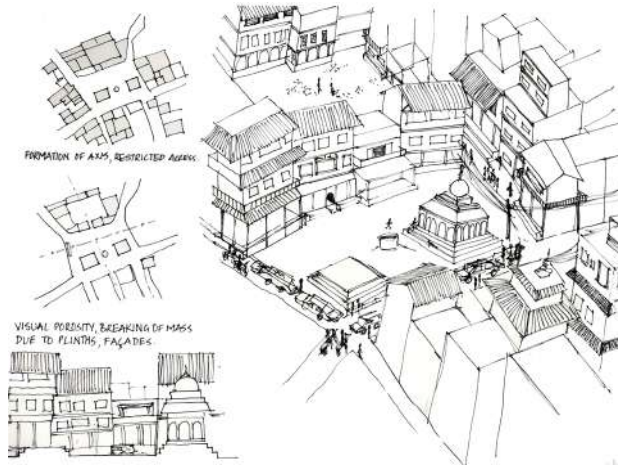 FORMATION OF AXIS, RESTRICTED ACCESS
VISUAL POROSITY, BREAKING OF MASS
DUE TO PLINTHS, FAÇADES.